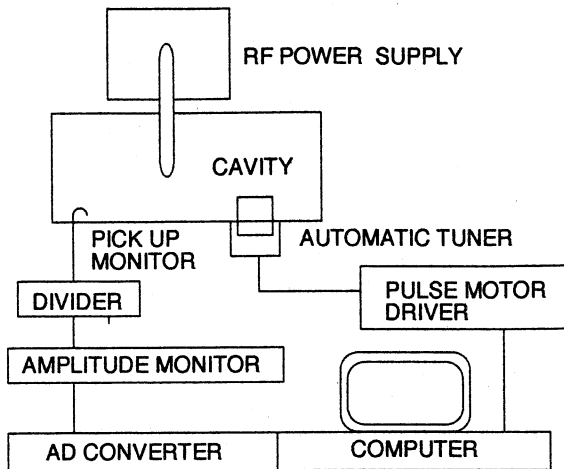 RF POWER SUPPLY
CAVITY
PICK UP
MONITOR
AUTOMATIC TUNER
DIVIDER
PULSE MOTOR
DRIVER
AMPLITUDE MONITOR
AD CONVERTER
COMPUTER